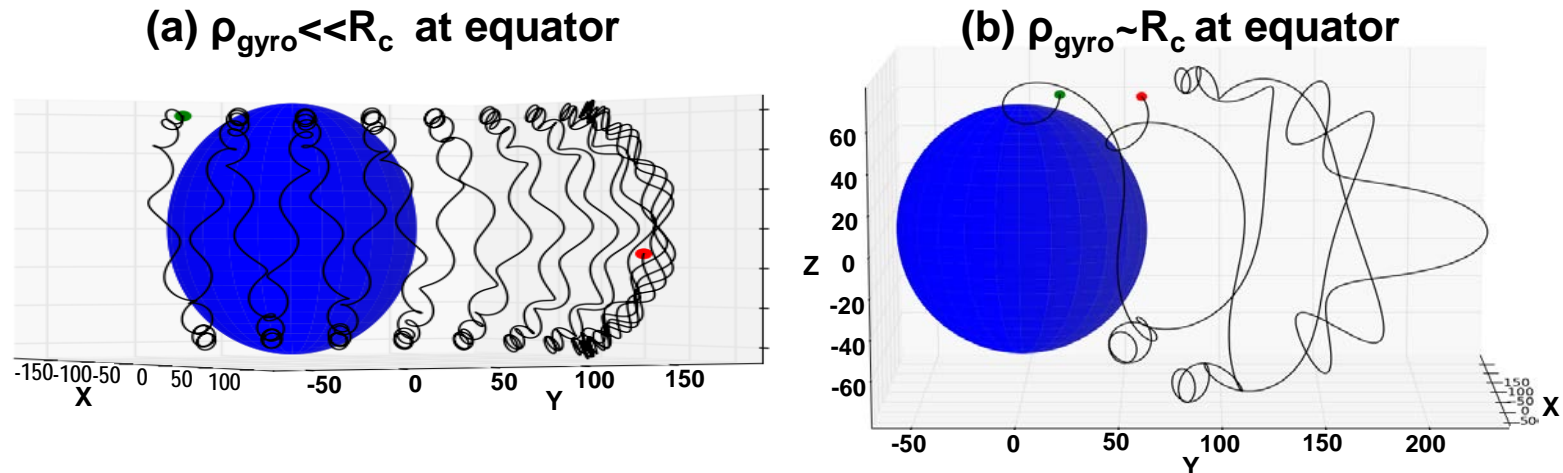 (a) ρgyro<<Rc at equator
-150-100-50 0 50 100
X
-50 0 50 100 150
Y
(b) ρgyro~Rc at equator
60
40
20
Z 0
-20
-40
-60
-50 0 50 100 150 200
Y
150
100
50
0
-50
X